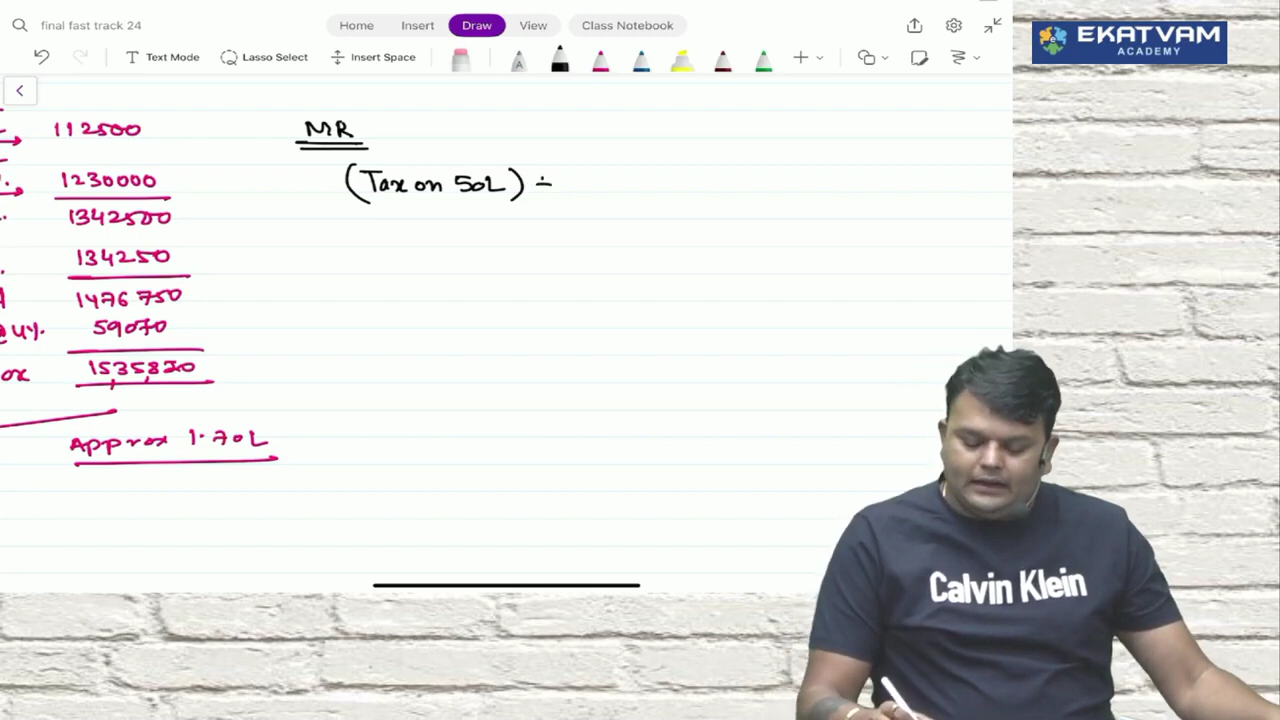 final fast track 24
Home Insert Draw View Class Notebook
EKATVAM
ACADEMY
Text Mode Lasso Select Insert Space
112500
1230000
1342500
134250
1476750
@4%. 59070
1535820
Approx 1.70L
MR
(Tax on 50L) ÷
Calvin Klein